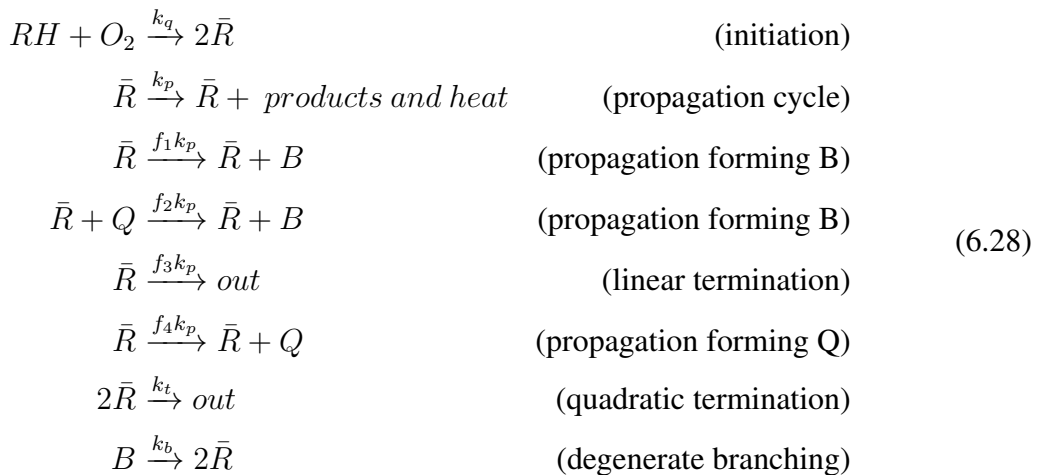 RH + O₂ —k_q→ 2R̄ (initiation)
R̄ —k_p→ R̄ + products and heat (propagation cycle)
R̄ —f₁k_p→ R̄ + B (propagation forming B)
R̄ + Q —f₂k_p→ R̄ + B (propagation forming B)
(6.28)
R̄ —f₃k_p→ out (linear termination)
R̄ —f₄k_p→ R̄ + Q (propagation forming Q)
2R̄ —k_t→ out (quadratic termination)
B —k_b→ 2R̄ (degenerate branching)